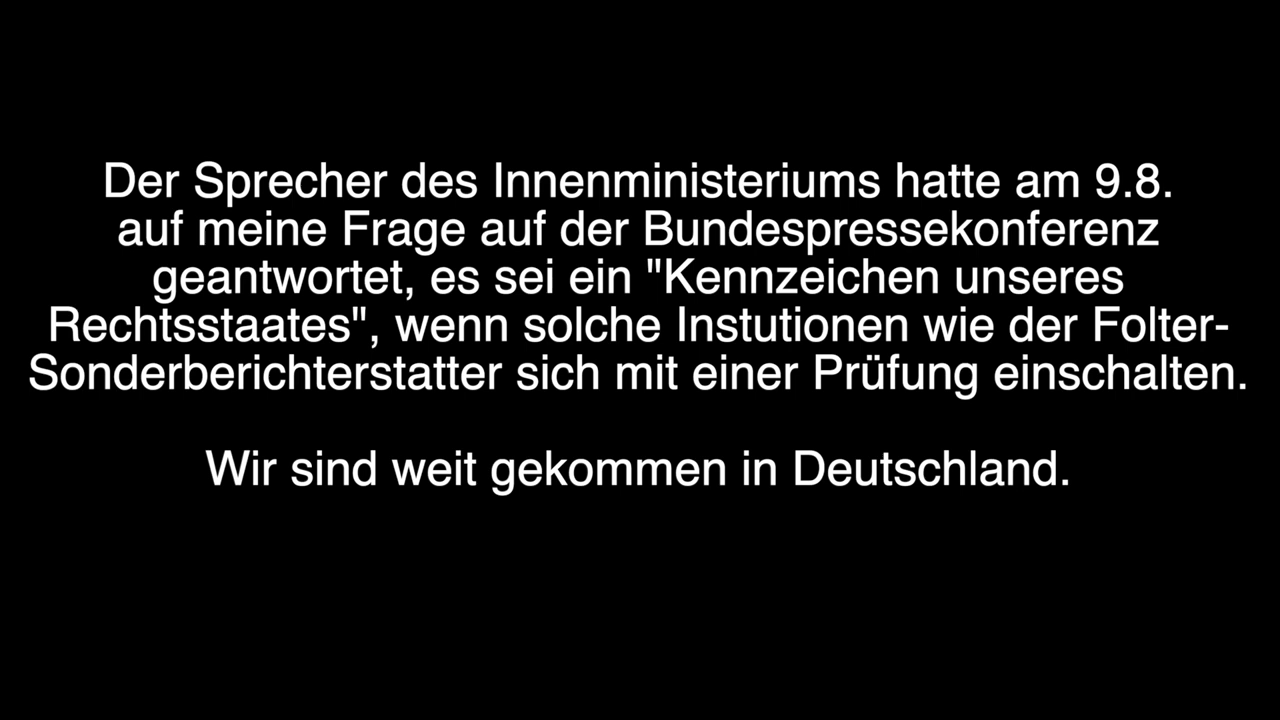 Der Sprecher des Innenministeriums hatte am 9.8.
auf meine Frage auf der Bundespressekonferenz
geantwortet, es sei ein "Kennzeichen unseres
Rechtsstaates", wenn solche Instutionen wie der Folter-
Sonderberichterstatter sich mit einer Prüfung einschalten.
Wir sind weit gekommen in Deutschland.